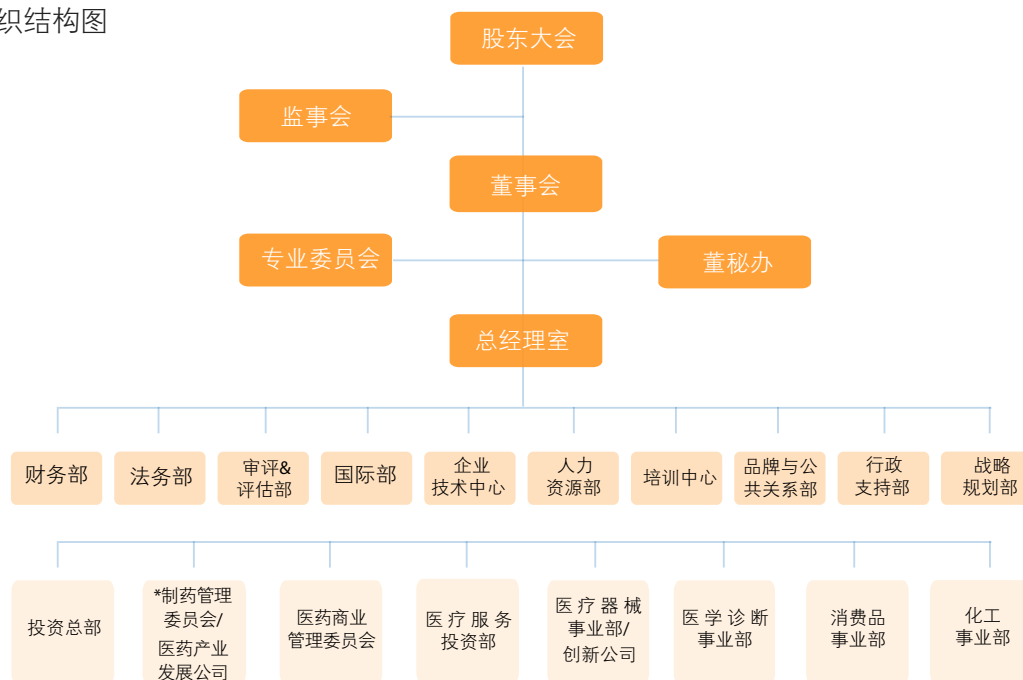 织结构图
股东大会
监事会
董事会
专业委员会
董秘办
总经理室
财务部
法务部
审评&
评估部
国际部
企业
技术中心
人力
资源部
培训中心
品牌与公
共关系部
行政
支持部
战略
规划部
投资总部
*制药管理
委员会/
医药产业
发展公司
医药商业
管理委员会
医疗服务
投资部
医疗器械
事业部/
创新公司
医学诊断
事业部
消费品
事业部
化工
事业部